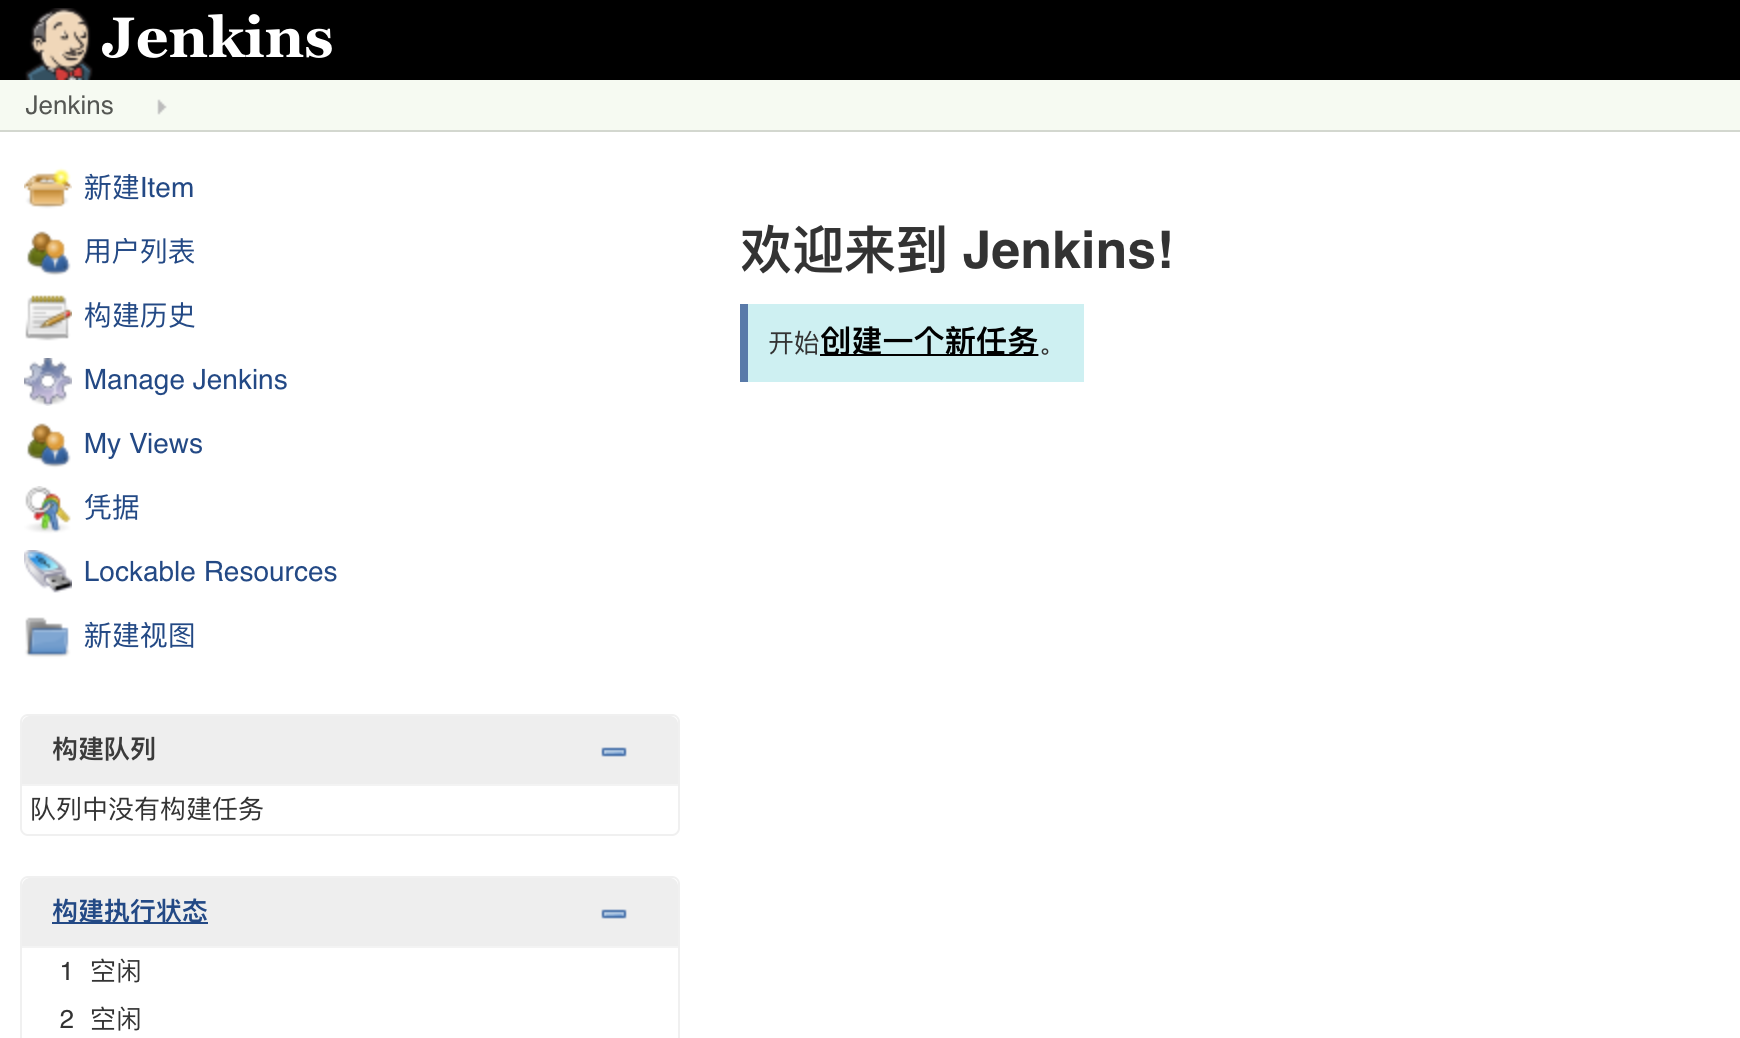 Jenkins
Jenkins
新建Item
用户列表
构建历史
Manage Jenkins
My Views
凭据
Lockable Resources
新建视图
欢迎来到 Jenkins!
开始创建一个新任务。
构建队列
队列中没有构建任务
构建执行状态
1 空闲
2 空闲